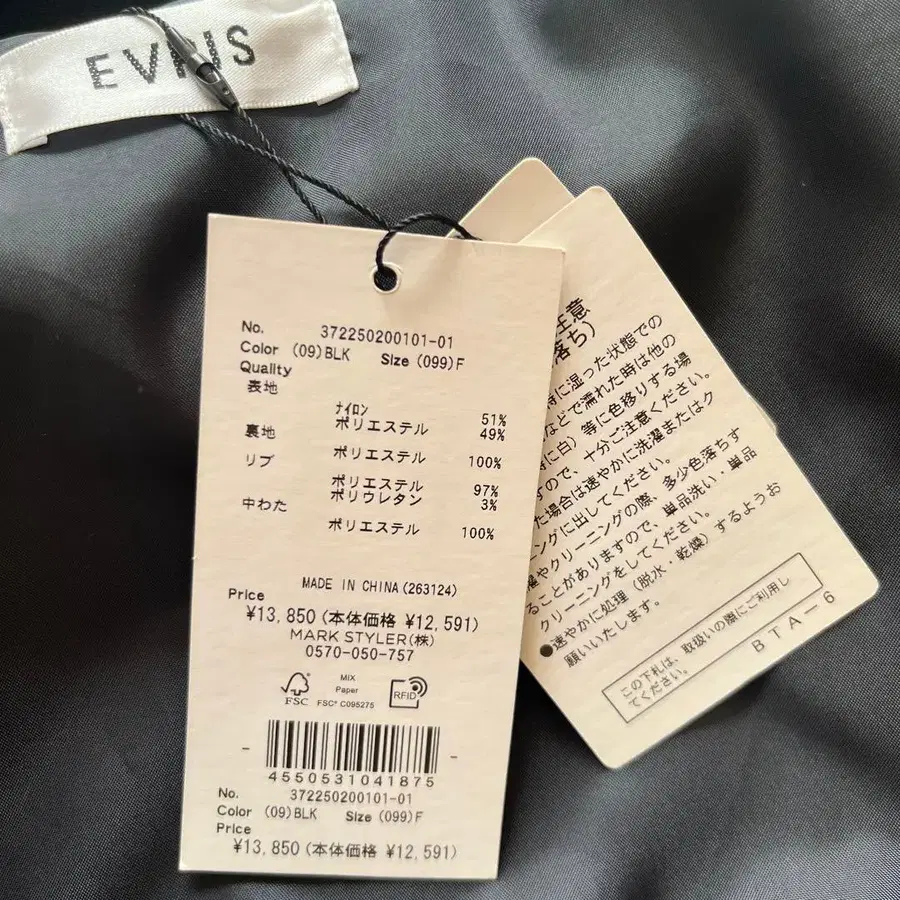 EVRIS
No. 372250200101-01
Color (09)BLK Size (099)F
Quality
表地
ナイロン 51%
ポリエステル 49%
裏地
ポリエステル 100%
リブ
ポリエステル 97%
ポリウレタン 3%
中わた
ポリエステル 100%
MADE IN CHINA(263124)
Price
¥13,850(本体価格 ¥12,591)
MARK STYLER(株)
0570-050-757
FSC
MIX
Paper
FSC® C095275
RFID
4550531041875
No. 372250200101-01
Color (09)BLK Size (099)F
Price
¥13,850(本体価格 ¥12,591)
注意
落ち)
特に湿った状態での
などで濡れた時は他の
特に白)等に色移りする場
すので、十分ご注意ください。
た場合は速やかに洗濯またはク
ングに出してください。
濯やクリーニングの際、多少色落ちす
ることがありますので、単品洗い・単品
クリーニングをしてください。
●速やかに処理(脱水・乾燥)するようお
願いいたします。
この下札は、取扱いの際にご利用し
てください。
BTA-6